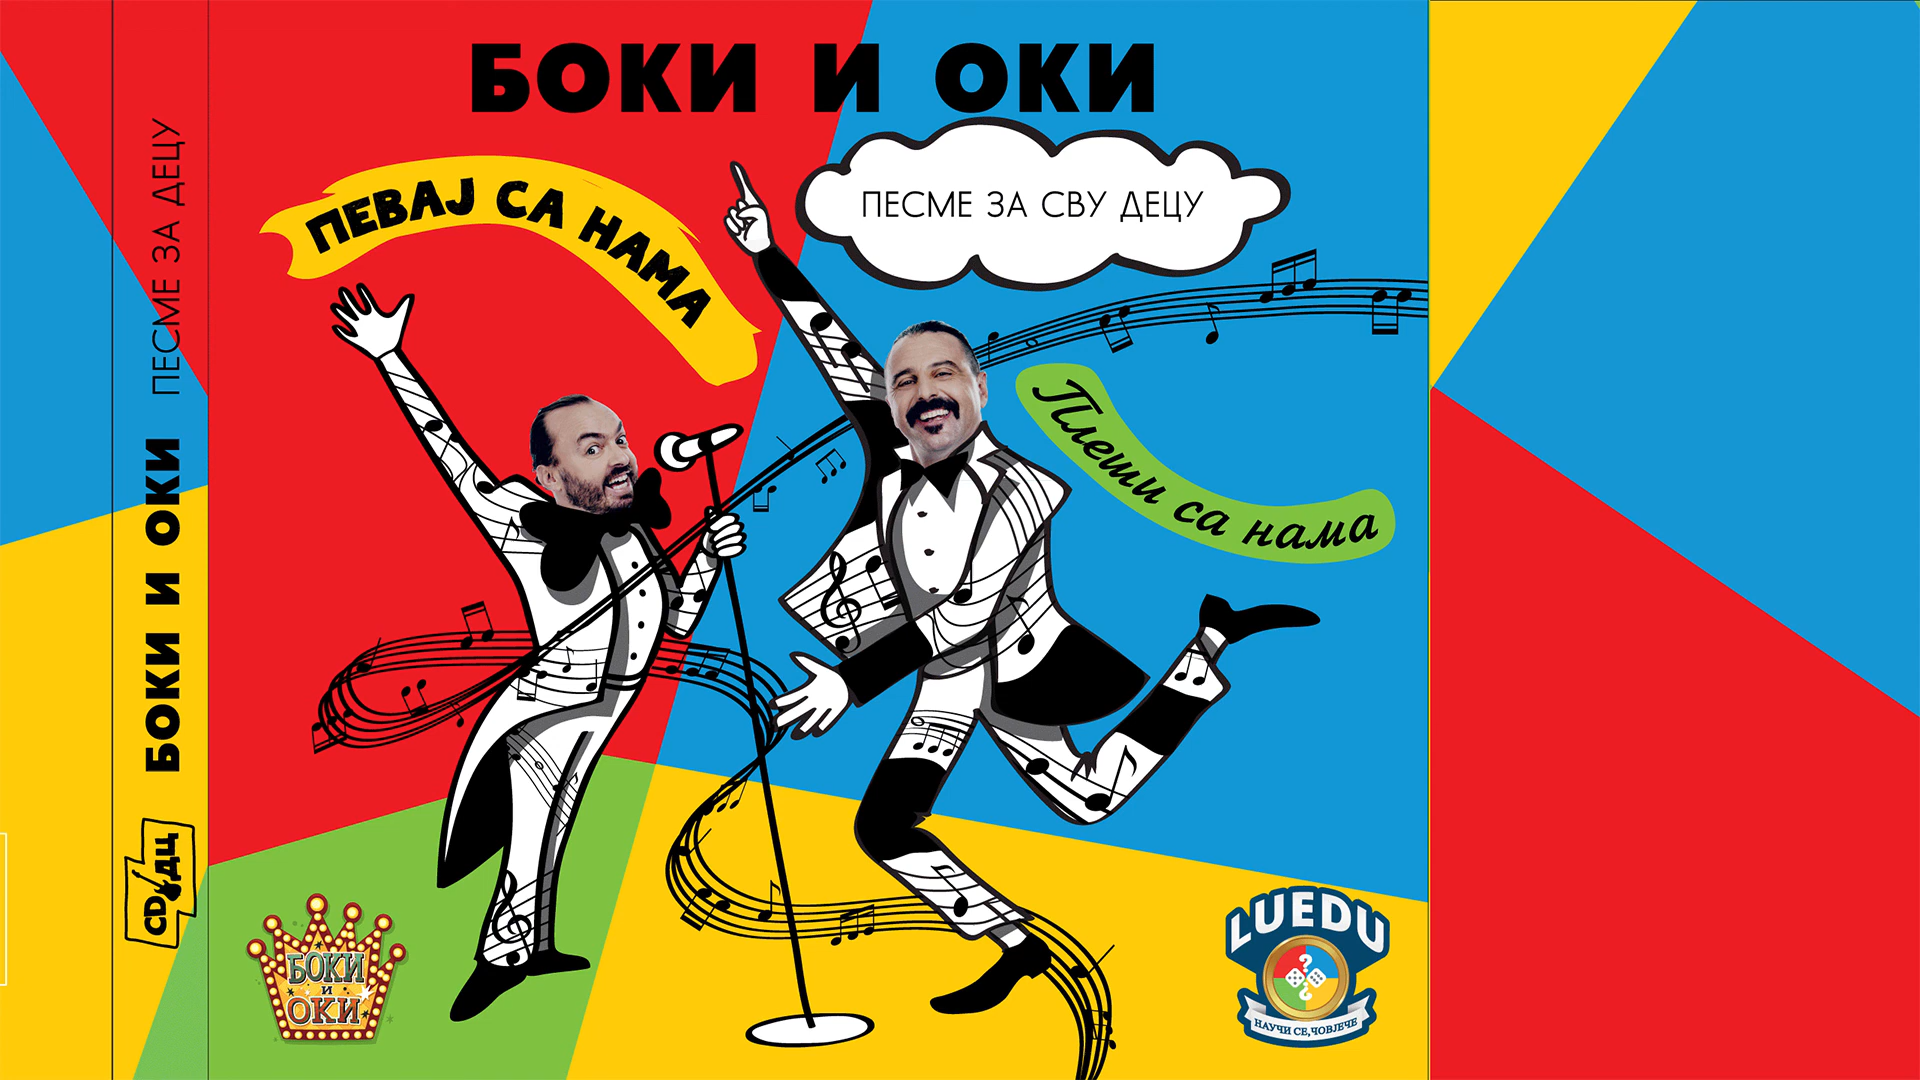 БОКИ И ОКИ
ПЕВАЈ СА НАМА
ПЕСМЕ ЗА СВУ ДЕЦУ
Плеши са нама
БОКИ И ОКИ ПЕСМЕ ЗА ДЕЦУ
CD ДЦ
БОКИ
И
ОКИ
LUEDU
НАУЧИ СЕ, ЧОВЈЕЧЕ